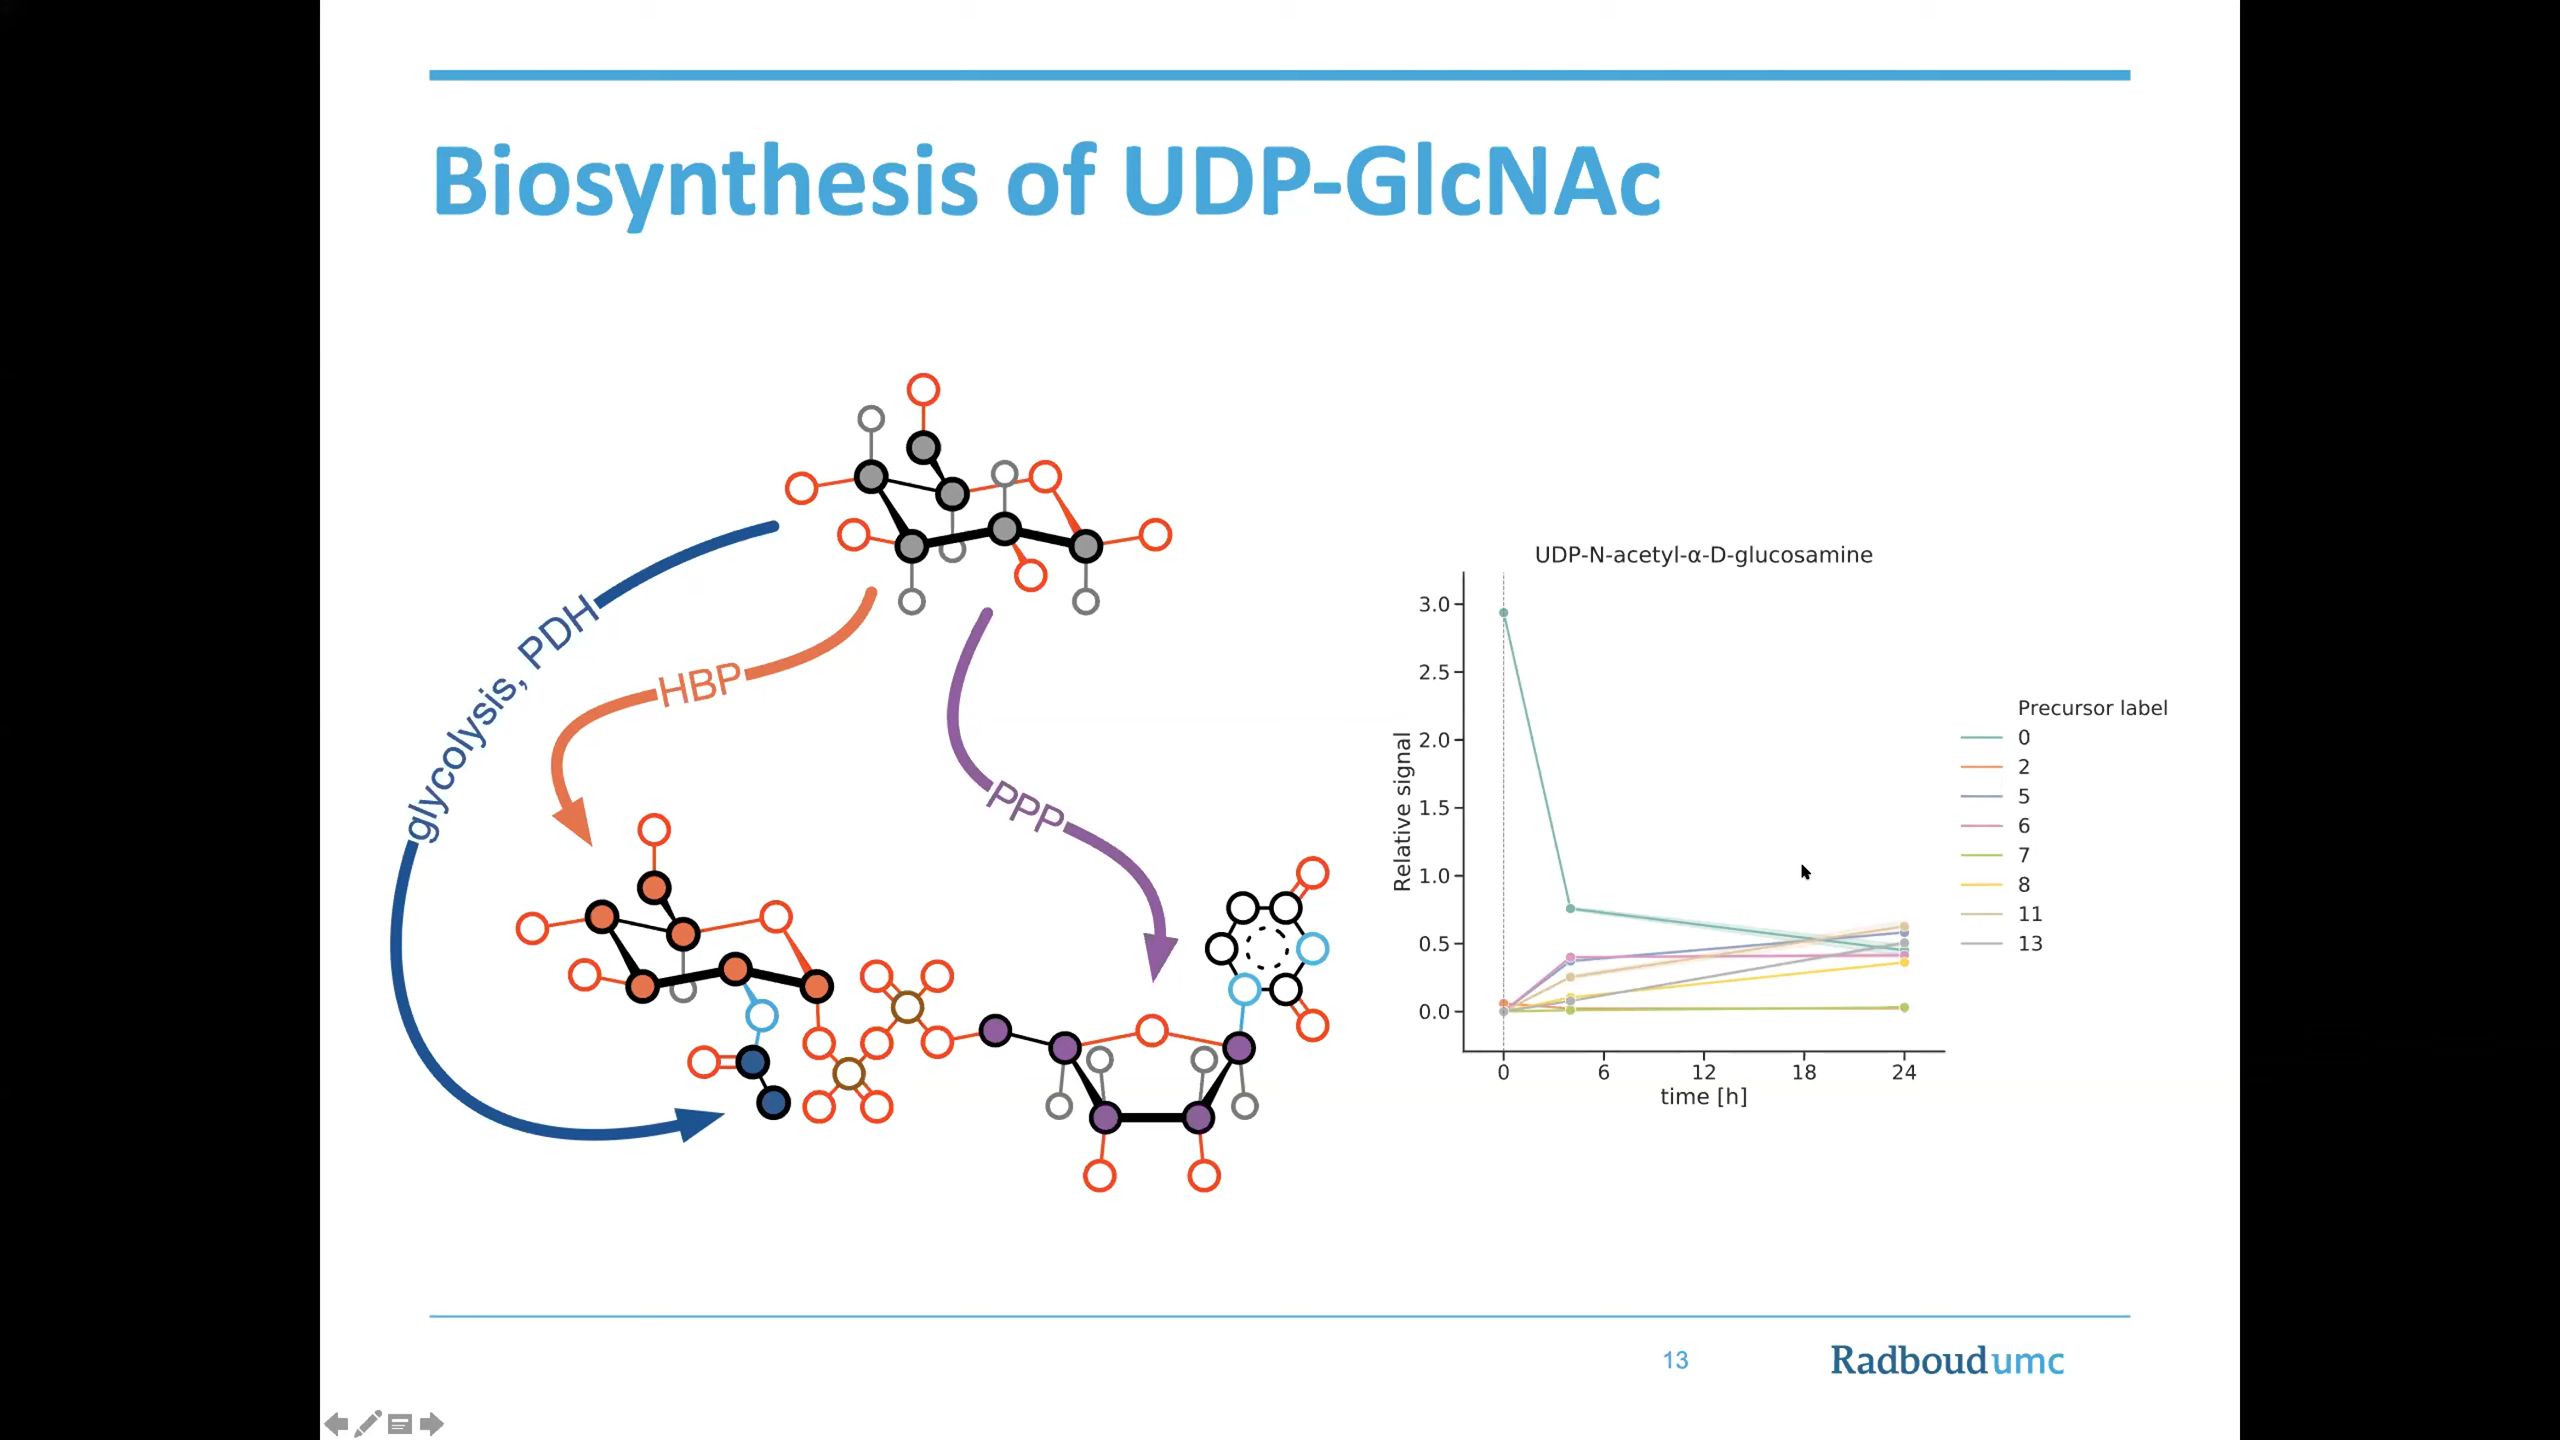 Biosynthesis of UDP-GlcNAc
glycolysis, PDH
HBP
PPP
UDP-N-acetyl-α-D-glucosamine
Relative signal
3.0
2.5
2.0
1.5
1.0
0.5
0.0
0 6 12 18 24
time [h]
Precursor label
0
2
5
6
7
8
11
13
13
Radboudumc